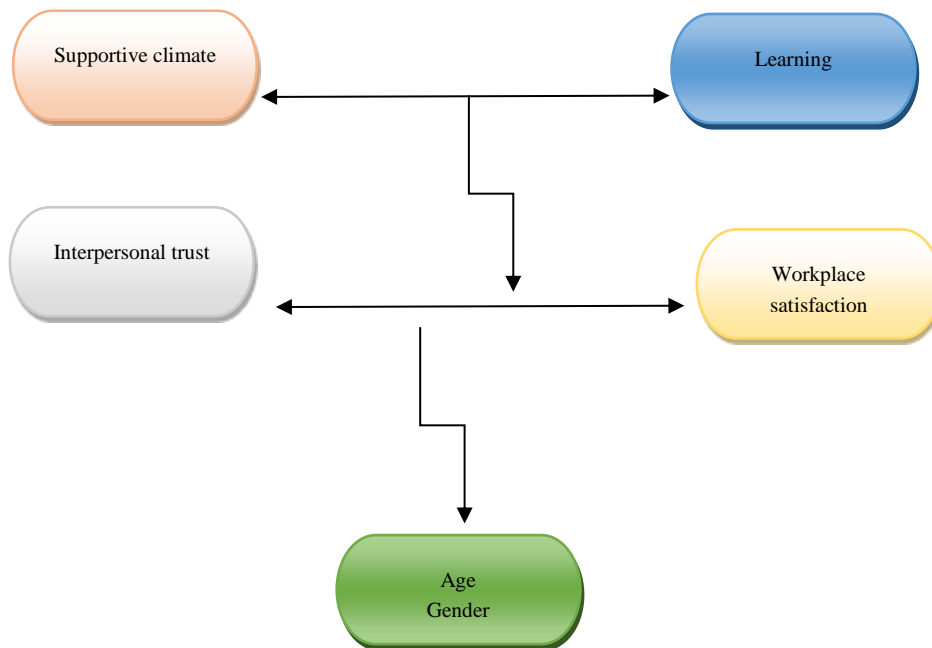 Supportive climate
Learning
Interpersonal trust
Workplace
satisfaction
Age
Gender